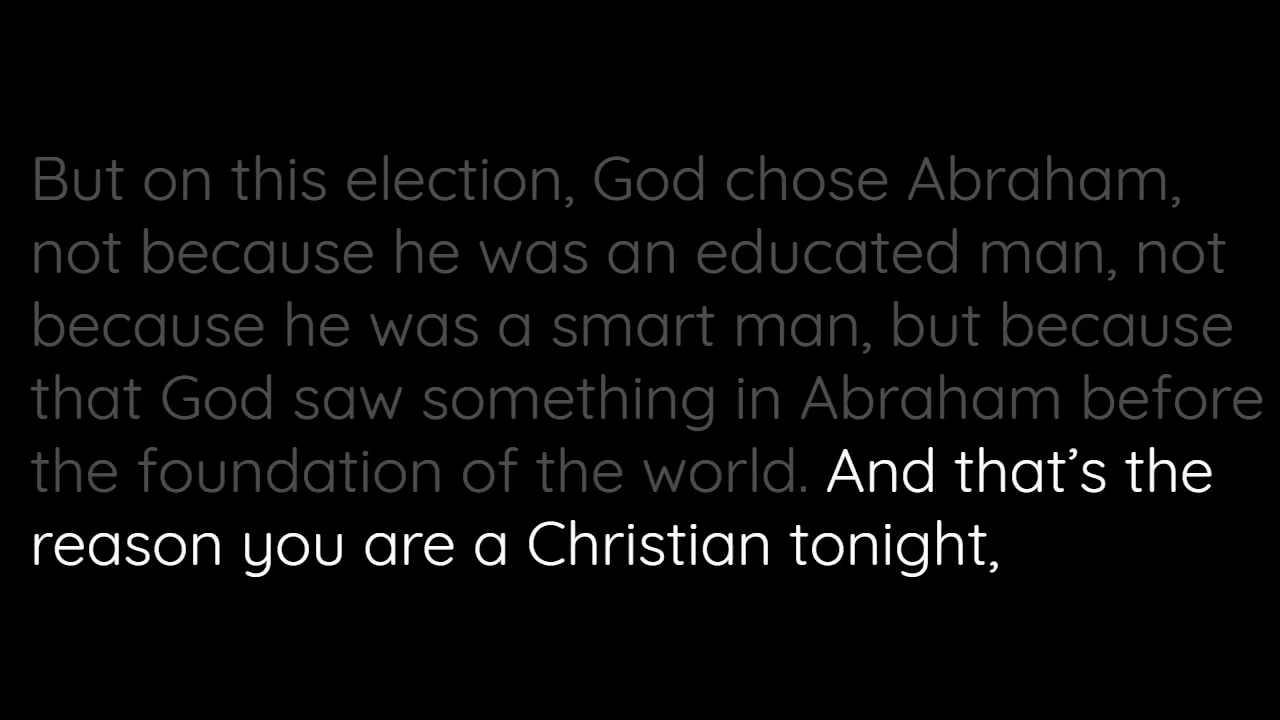 But on this election, God chose Abraham,
not because he was an educated man, not
because he was a smart man, but because
that God saw something in Abraham before
the foundation of the world. And that’s the
reason you are a Christian tonight,